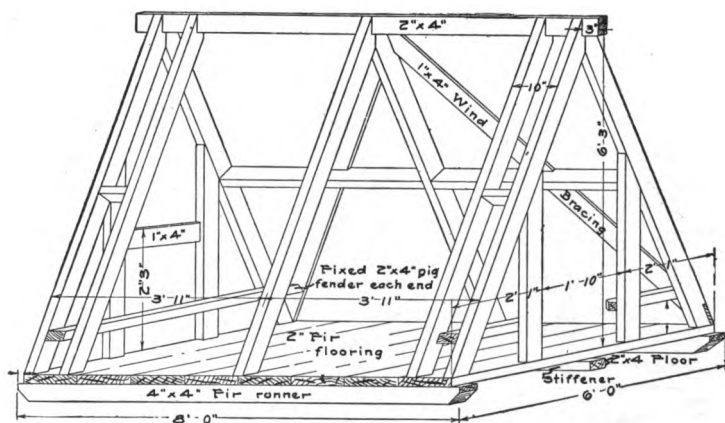 2"x4"
3"
10"
1"x4" Wind
Bracing
6'-3"
1"x4"
2'3"
Fixed 2"x4" pig
fender each end
3'-11"
3'-11"
2'-1"
1'-10"
2'-1"
2" Fir
flooring
2"x4 Floor
Stiffener
4"x4" Fir runner
8'-0"
6'-0"